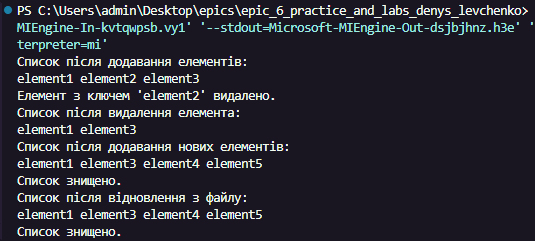 PS C:\Users\admin\Desktop\epics\epic_6_practice_and_labs_denys_levchenko>
MIEngine-In-kvtqwpsb.vy1' '--stdout=Microsoft-MIEngine-Out-dsjbjhnz.h3e' '
terpreter=mi'
Список після додавання елементів:
element1 element2 element3
Елемент з ключем 'element2' видалено.
Список після видалення елемента:
element1 element3
Список після додавання нових елементів:
element1 element3 element4 element5
Список знищено.
Список після відновлення з файлу:
element1 element3 element4 element5
Список знищено.